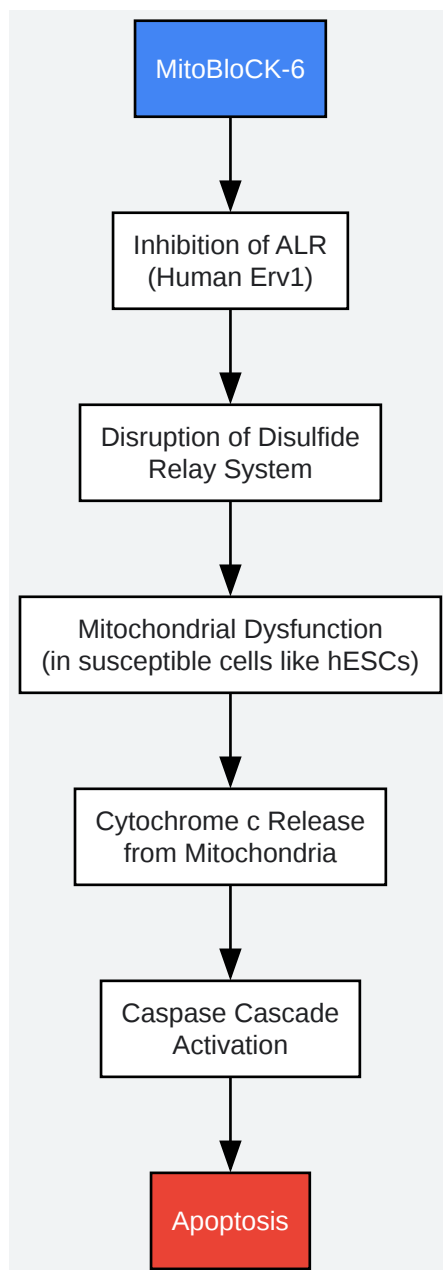 MitoBloCK-6
Inhibition of ALR
(Human Erv1)
Disruption of Disulfide
Relay System
Mitochondrial Dysfunction
(in susceptible cells like hESCs)
Cytochrome c Release
from Mitochondria
Caspase Cascade
Activation
Apoptosis